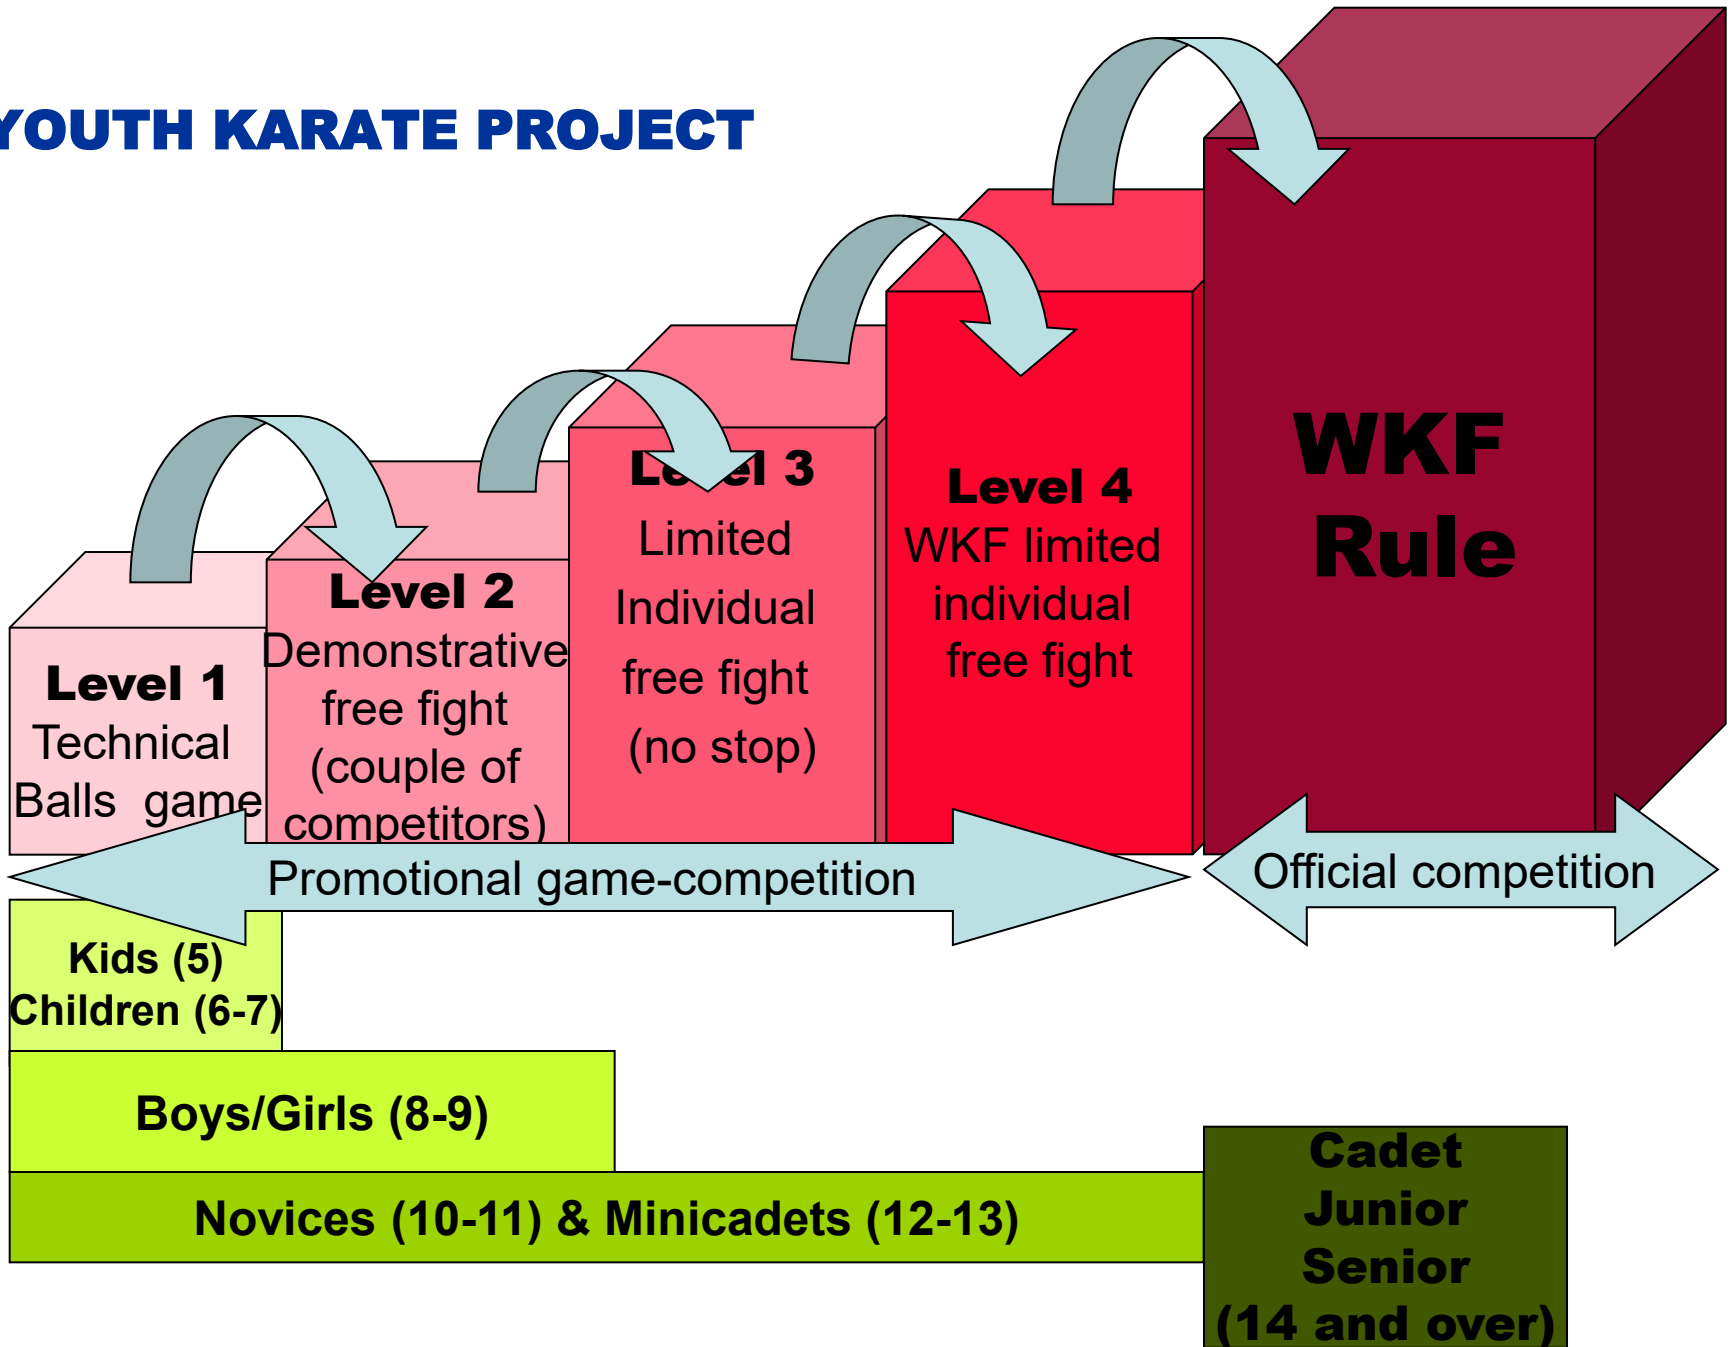 YOUTH KARATE PROJECT
Level 1
Technical
Balls game
Level 2
Demonstrative
free fight
(couple of
competitors)
Level 3
Limited
Individual
free fight
(no stop)
Level 4
WKF limited
individual
free fight
WKF
Rule
Promotional game-competition
Official competition
Kids (5)
Children (6-7)
Boys/Girls (8-9)
Novices (10-11) & Minicadets (12-13)
Cadet
Junior
Senior
(14 and over)